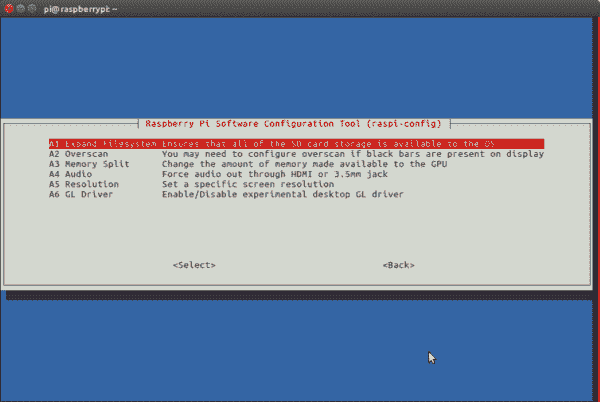 pi@raspberrypi: ~
Raspberry Pi Software Configuration Tool (raspi-config)
A1 Expand Filesystem Ensures that all of the SD card storage is available to the OS
A2 Overscan You may need to configure overscan if black bars are present on display
A3 Memory Split Change the amount of memory made available to the GPU
A4 Audio Force audio out through HDMI or 3.5mm jack
A5 Resolution Set a specific screen resolution
A6 GL Driver Enable/Disable experimental desktop GL driver
<Select> <Back>